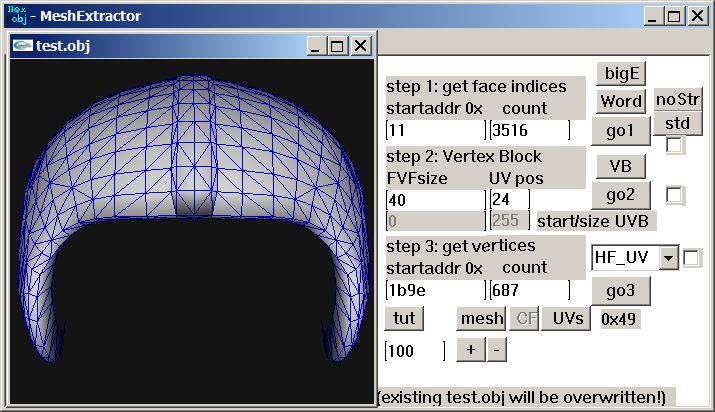 Hex
obj - MeshExtractor
test.obj
step 1: get face indices
startaddr 0x count
11 3516
bigE
Word noStr
go1 std
step 2: Vertex Block
FVFsize UV pos
40 24
0 255 start/size UVB
VB
go2
step 3: get vertices
startaddr 0x count
1b9e 687
HF_UV
go3
tut mesh CF UVs 0x49
100 + -
(existing test.obj will be overwritten!)